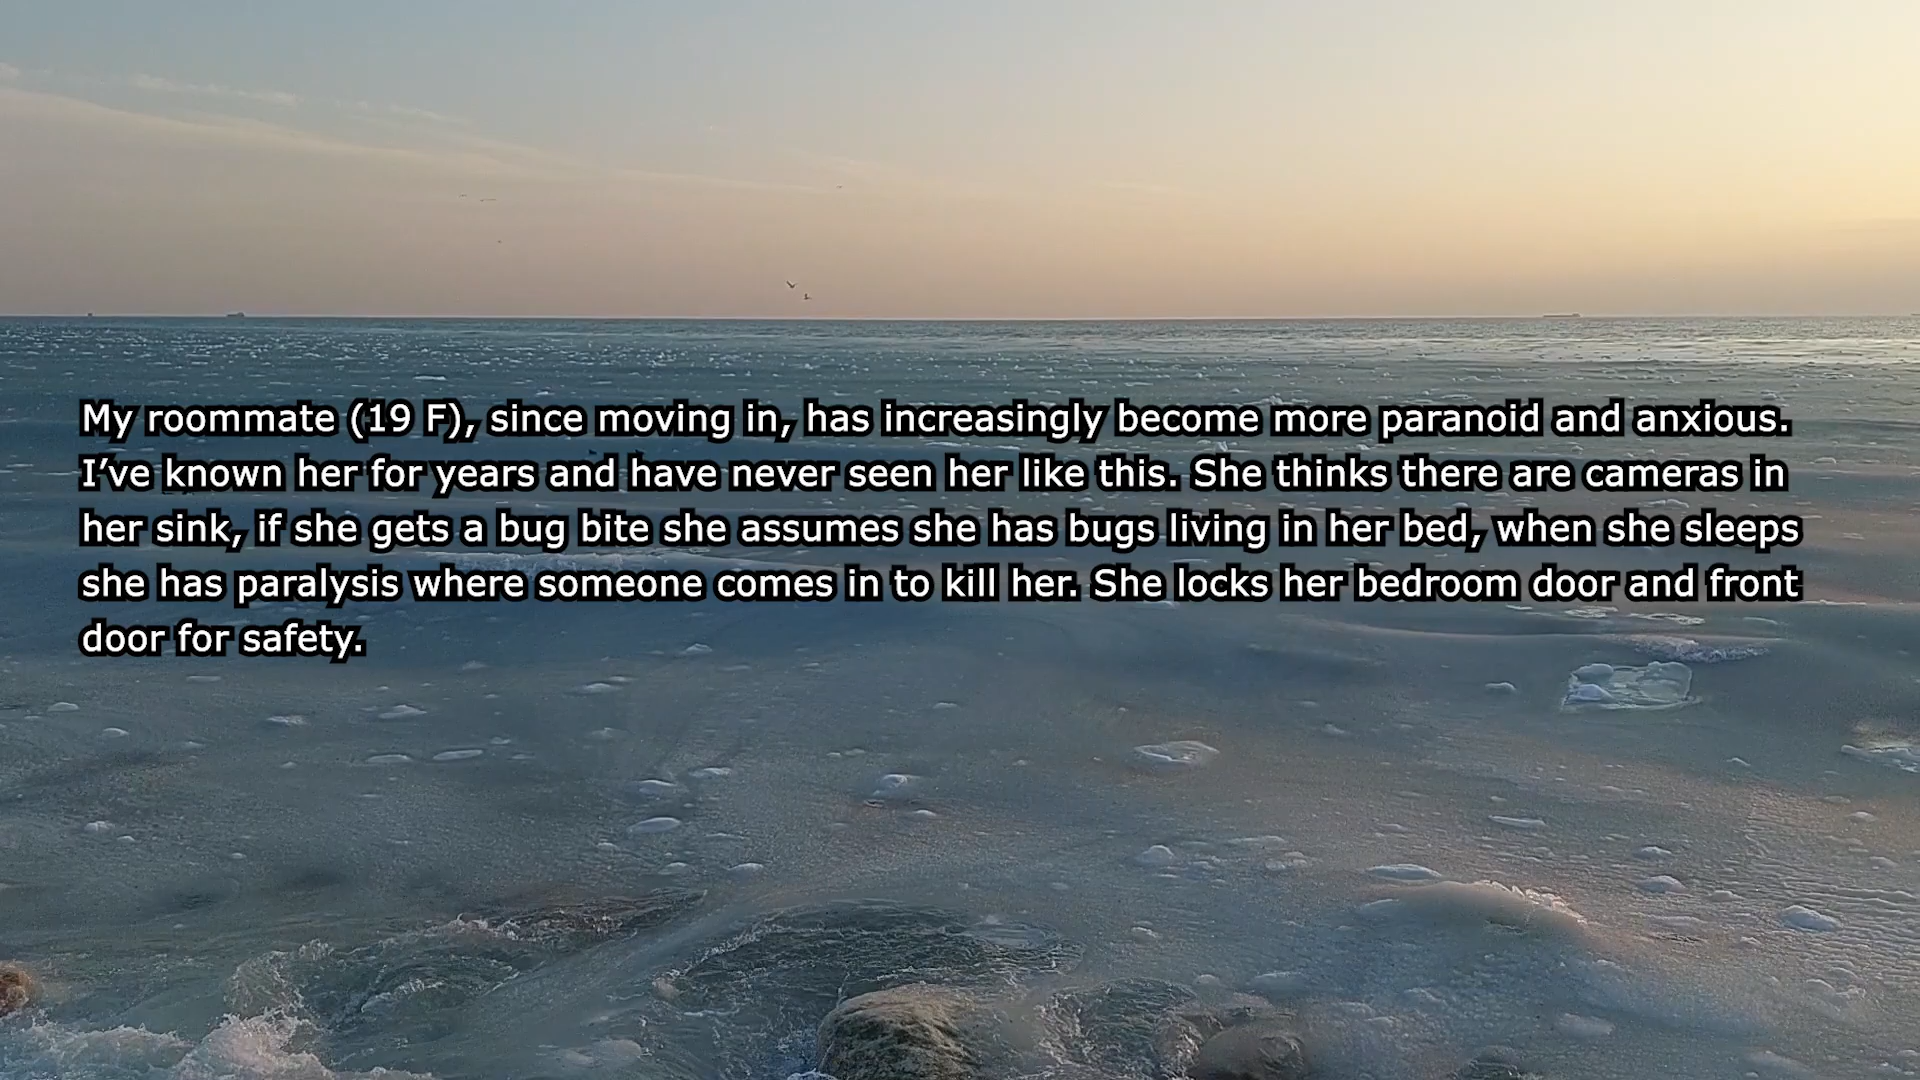 My roommate (19 F), since moving in, has increasingly become more paranoid and anxious.
I’ve known her for years and have never seen her like this. She thinks there are cameras in
her sink, if she gets a bug bite she assumes she has bugs living in her bed, when she sleeps
she has paralysis where someone comes in to kill her. She locks her bedroom door and front
door for safety.